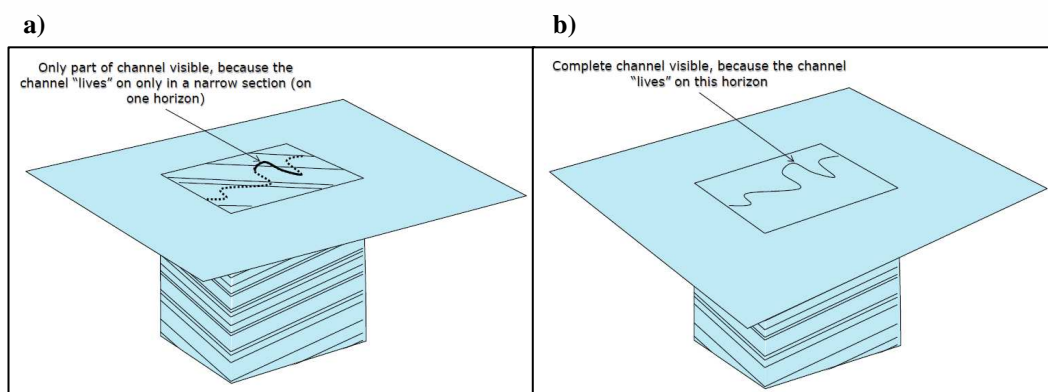 a)
Only part of channel visible, because the
channel “lives” on only in a narrow section (on
one horizon)
b)
Complete channel visible, because the channel
“lives” on this horizon